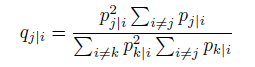 q_{j|i} = \frac{p_{j|i}^2 \sum_{i \neq j} p_{j|i}}{\sum_{i \neq k} p_{k|i}^2 \sum_{i \neq j} p_{k|i}}